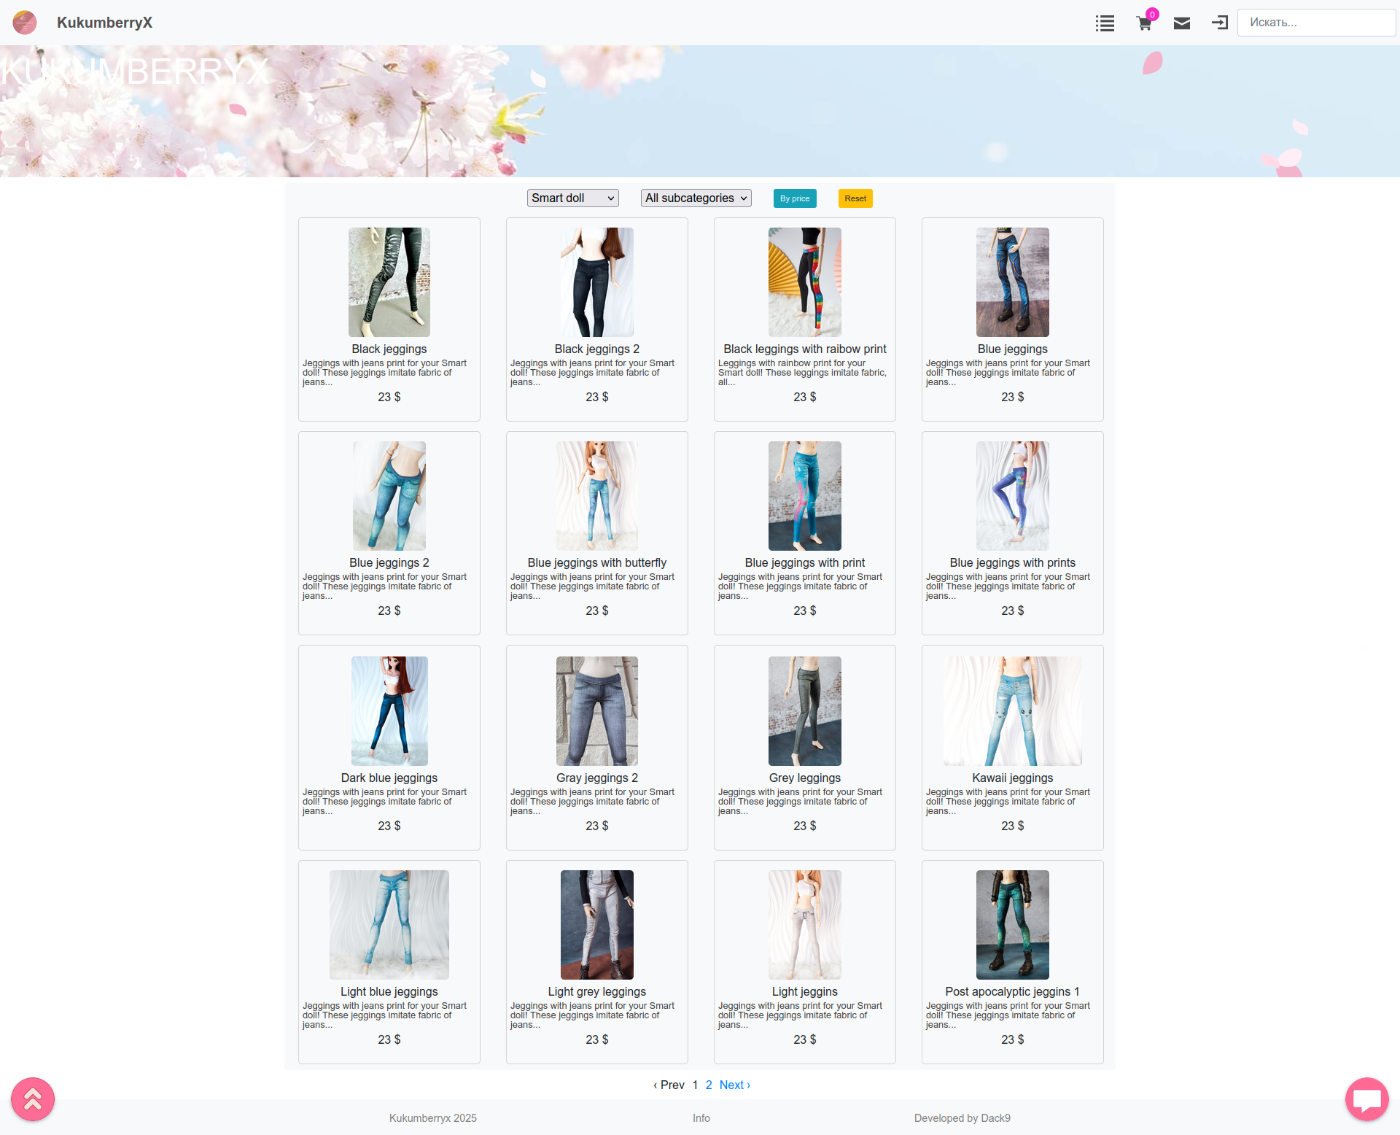 KukumberryX
0
Искать...
KUKUMBERRYX
Smart doll
All subcategories
By price
Reset
Black jeggings
Jeggings with jeans print for your Smart
doll! These jeggings imitate fabric of
jeans...
23 $
Black jeggings 2
Jeggings with jeans print for your Smart
doll! These jeggings imitate fabric of
jeans...
23 $
Black leggings with raibow print
Leggings with rainbow print for your
Smart doll! These leggings imitate fabric,
all...
23 $
Blue jeggings
Jeggings with jeans print for your Smart
doll! These jeggings imitate fabric of
jeans...
23 $
Blue jeggings 2
Jeggings with jeans print for your Smart
doll! These jeggings imitate fabric of
jeans...
23 $
Blue jeggings with butterfly
Jeggings with jeans print for your Smart
doll! These jeggings imitate fabric of
jeans...
23 $
Blue jeggings with print
Jeggings with jeans print for your Smart
doll! These jeggings imitate fabric of
jeans...
23 $
Blue jeggings with prints
Jeggings with jeans print for your Smart
doll! These jeggings imitate fabric of
jeans...
23 $
Dark blue jeggings
Jeggings with jeans print for your Smart
doll! These jeggings imitate fabric of
jeans...
23 $
Gray jeggings 2
Jeggings with jeans print for your Smart
doll! These jeggings imitate fabric of
jeans...
23 $
Grey leggings
Jeggings with jeans print for your Smart
doll! These jeggings imitate fabric of
jeans...
23 $
Kawaii jeggings
Jeggings with jeans print for your Smart
doll! These jeggings imitate fabric of
jeans...
23 $
Light blue jeggings
Jeggings with jeans print for your Smart
doll! These jeggings imitate fabric of
jeans...
23 $
Light grey leggings
Jeggings with jeans print for your Smart
doll! These jeggings imitate fabric of
jeans...
23 $
Light jeggins
Jeggings with jeans print for your Smart
doll! These jeggings imitate fabric of
jeans...
23 $
Post apocalyptic jeggins 1
Jeggings with jeans print for your Smart
doll! These jeggings imitate fabric of
jeans...
23 $
‹ Prev 1 2 Next ›
Kukumberryx 2025
Info
Developed by Dack9